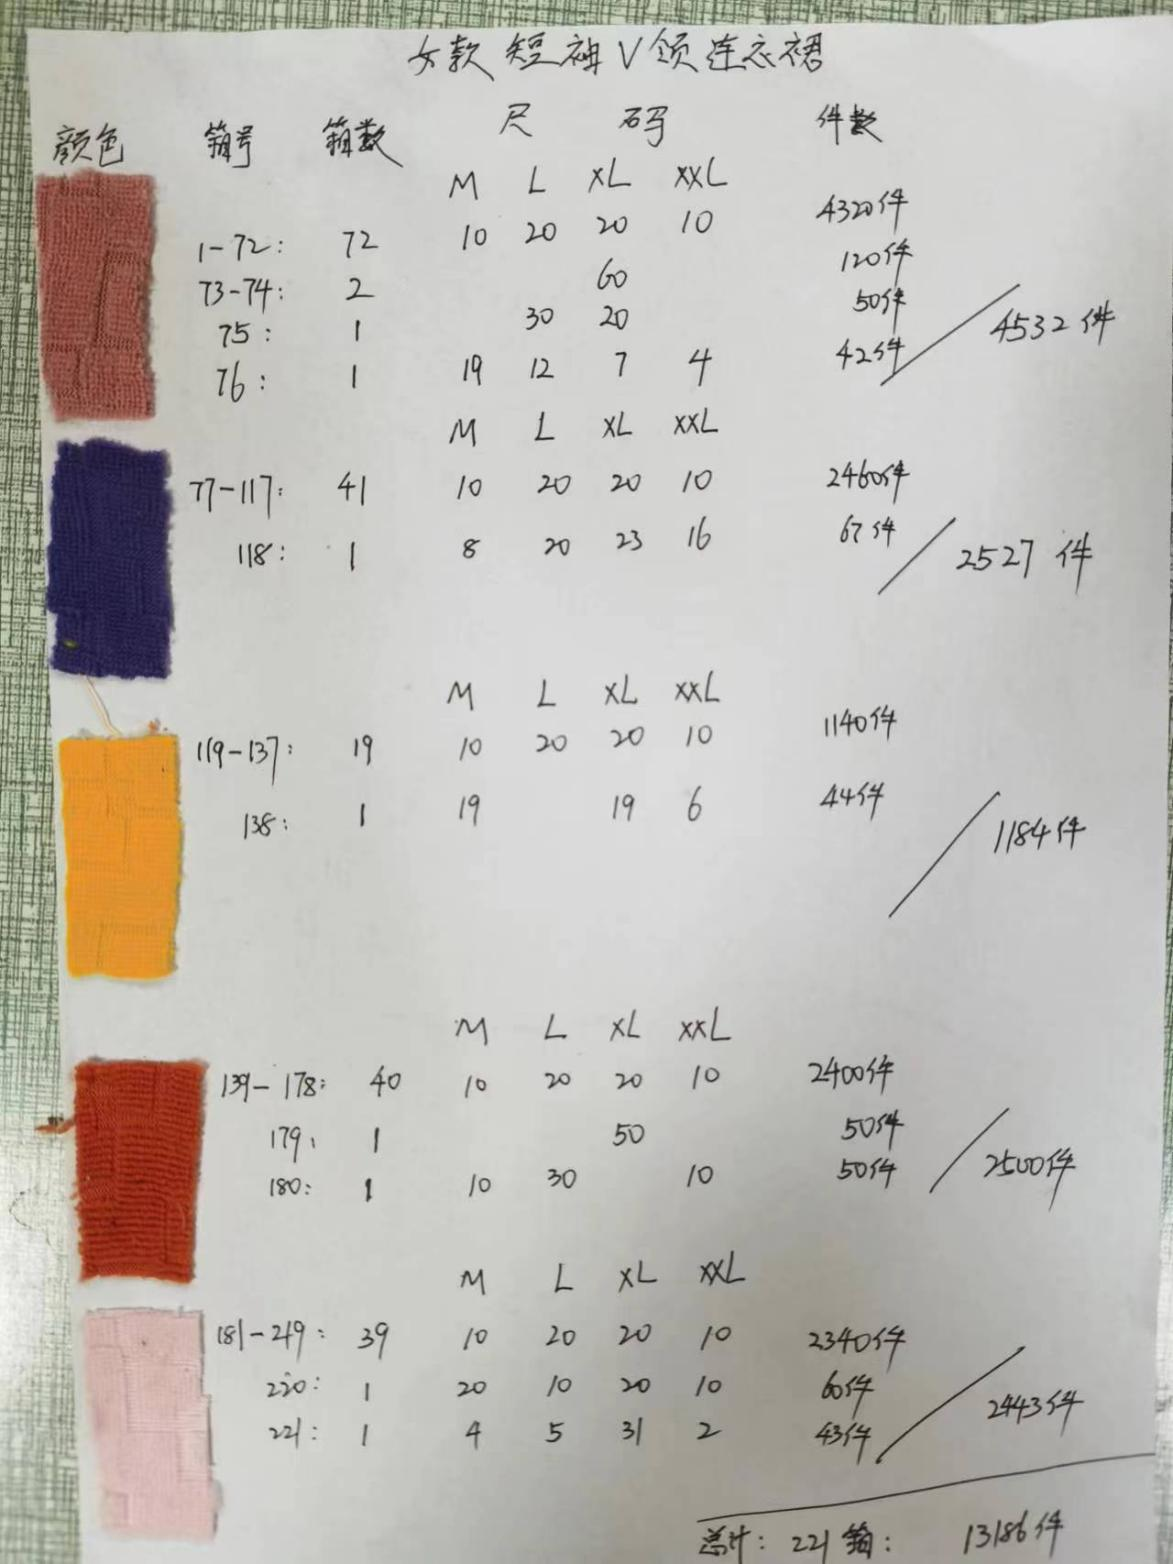 女款短袖V领连衣裙
颜色 箱号 箱数 尺码 件数
M L XL XXL
1-72: 72 10 20 20 10 4320件
73-74: 2 60 120件
75: 1 30 20 50件
4532件
76: 1 19 12 7 4 42件
M L XL XXL
77-117: 41 10 20 20 10 2460件
118: 1 8 20 23 16 67件
2527件
M L XL XXL
119-137: 19 10 20 20 10 1140件
138: 1 19 19 6 44件
1184件
M L XL XXL
139-178: 40 10 20 20 10 2400件
179: 1 50 50件
2500件
180: 1 10 30 10 50件
M L XL XXL
181-219: 39 10 20 20 10 2340件
220: 1 20 10 20 10 60件
2443件
221: 1 4 5 31 2 43件
总计: 221箱: 13186件